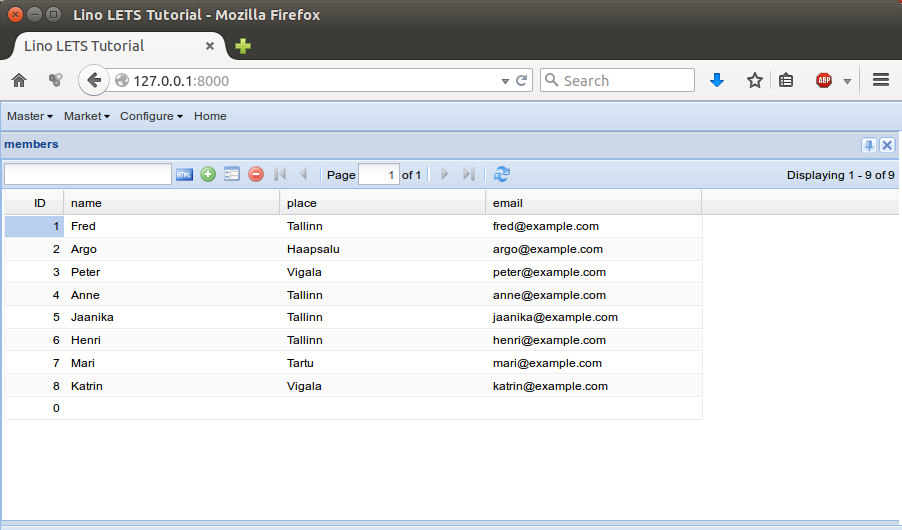 Lino LETS Tutorial - Mozilla Firefox
Lino LETS Tutorial
127.0.0.1:8000 Search ABP
Master Market Configure Home
members
HTML Page 1 of 1 Displaying 1 - 9 of 9
ID name place email
1 Fred Tallinn fred@example.com
2 Argo Haapsalu argo@example.com
3 Peter Vigala peter@example.com
4 Anne Tallinn anne@example.com
5 Jaanika Tallinn jaanika@example.com
6 Henri Tallinn henri@example.com
7 Mari Tartu mari@example.com
8 Katrin Vigala katrin@example.com
0